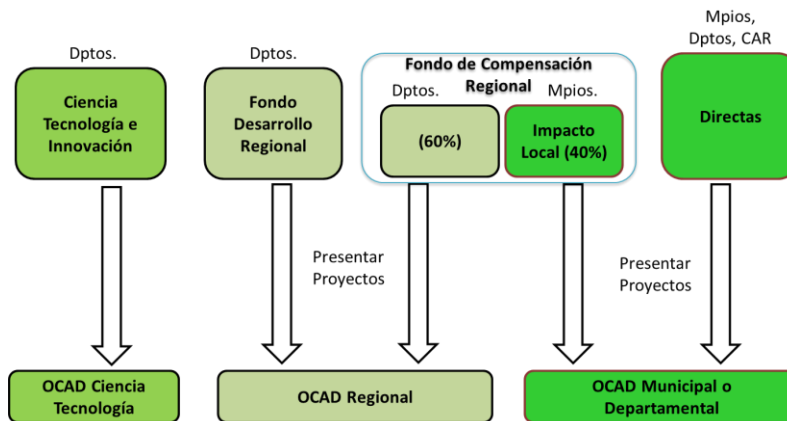 Dptos.
Ciencia
Tecnología e
Innovación
Dptos.
Fondo
Desarrollo
Regional
Fondo de Compensación
Regional
Dptos.
(60%)
Mpios.
Impacto
Local (40%)
Mpios,
Dptos, CAR
Directas
Presentar
Proyectos
Presentar
Proyectos
OCAD Ciencia
Tecnología
OCAD Regional
OCAD Municipal o
Departamental